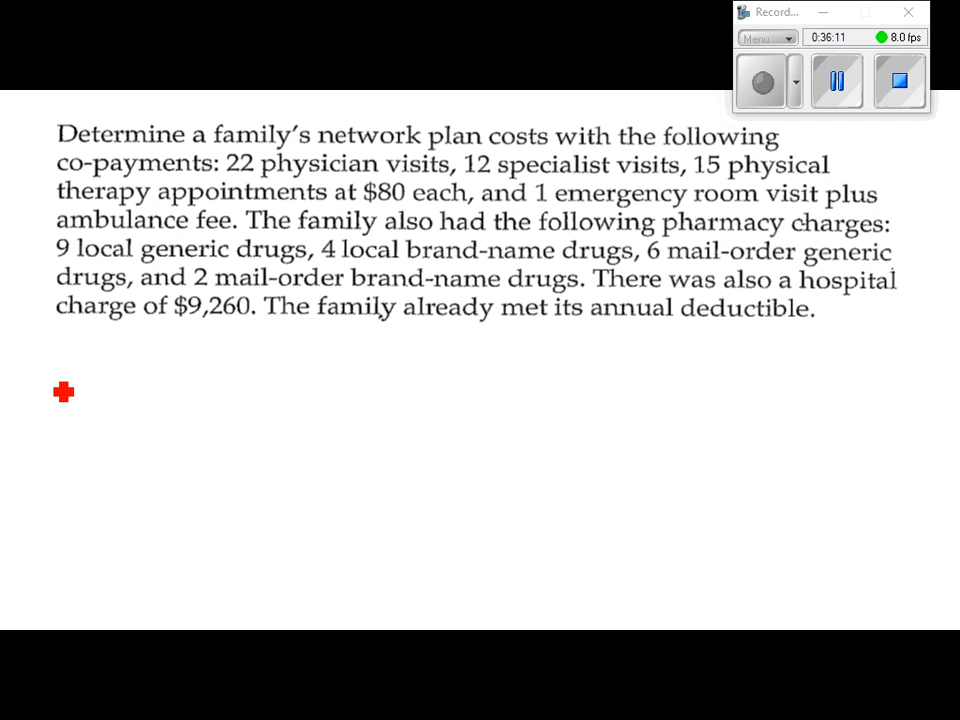 Record...
Menu
0:36:11
8.0 fps
Determine a family's network plan costs with the following
co-payments: 22 physician visits, 12 specialist visits, 15 physical
therapy appointments at $80 each, and 1 emergency room visit plus
ambulance fee. The family also had the following pharmacy charges:
9 local generic drugs, 4 local brand-name drugs, 6 mail-order generic
drugs, and 2 mail-order brand-name drugs. There was also a hospital
charge of $9,260. The family already met its annual deductible.